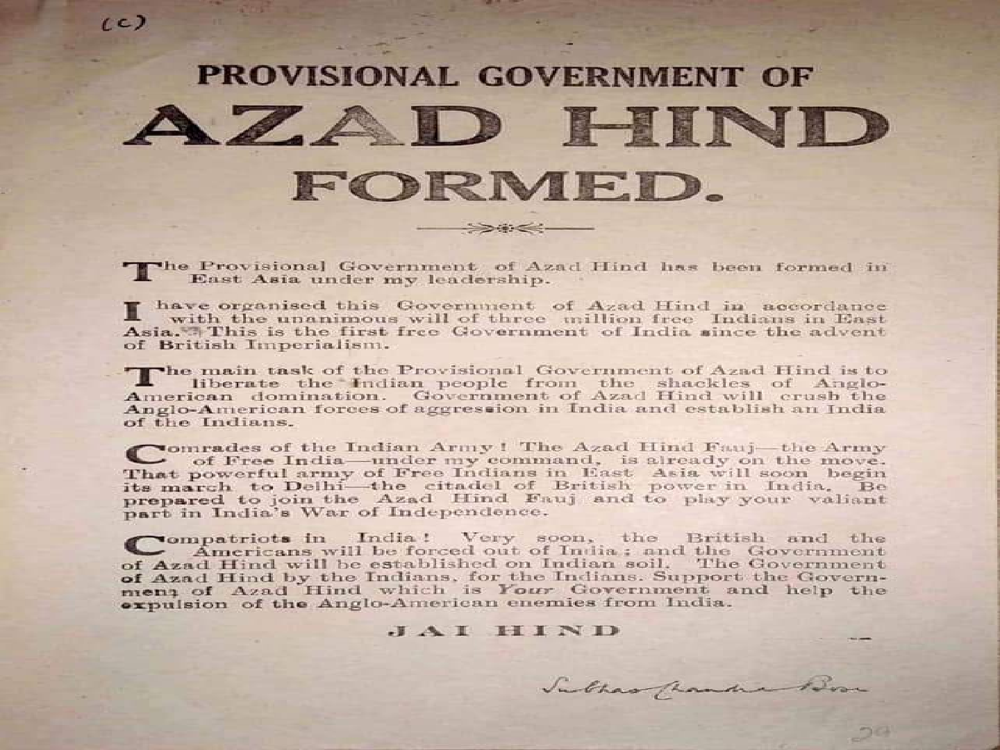 (c)
PROVISIONAL GOVERNMENT OF
AZAD HIND
FORMED.
The Provisional Government of Azad Hind has been formed in
East Asia under my leadership.
I have organised this Government of Azad Hind in accordance
with the unanimous will of three million free Indians in East
Asia. This is the first free Government of India since the advent
of British Imperialism.
The main task of the Provisional Government of Azad Hind is to
liberate the Indian people from the shackles of Anglo-
American domination. Government of Azad Hind will crush the
Anglo-American forces of aggression in India and establish an India
of the Indians.
Comrades of the Indian Army! The Azad Hind Fauj—the Army
of Free India—under my command, is already on the move.
That powerful army of Free Indians in East Asia will soon begin
its march to Delhi—the citadel of British power in India. Be
prepared to join the Azad Hind Fauj and to play your valiant
part in India's War of Independence.
Compatriots in India! Very soon, the British and the
Americans will be forced out of India; and the Government
of Azad Hind will be established on Indian soil. The Government
of Azad Hind by the Indians, for the Indians. Support the Govern-
ment of Azad Hind which is Your Government and help the
expulsion of the Anglo-American enemies from India.
JAI HIND
Subhas Chandra Bose
29